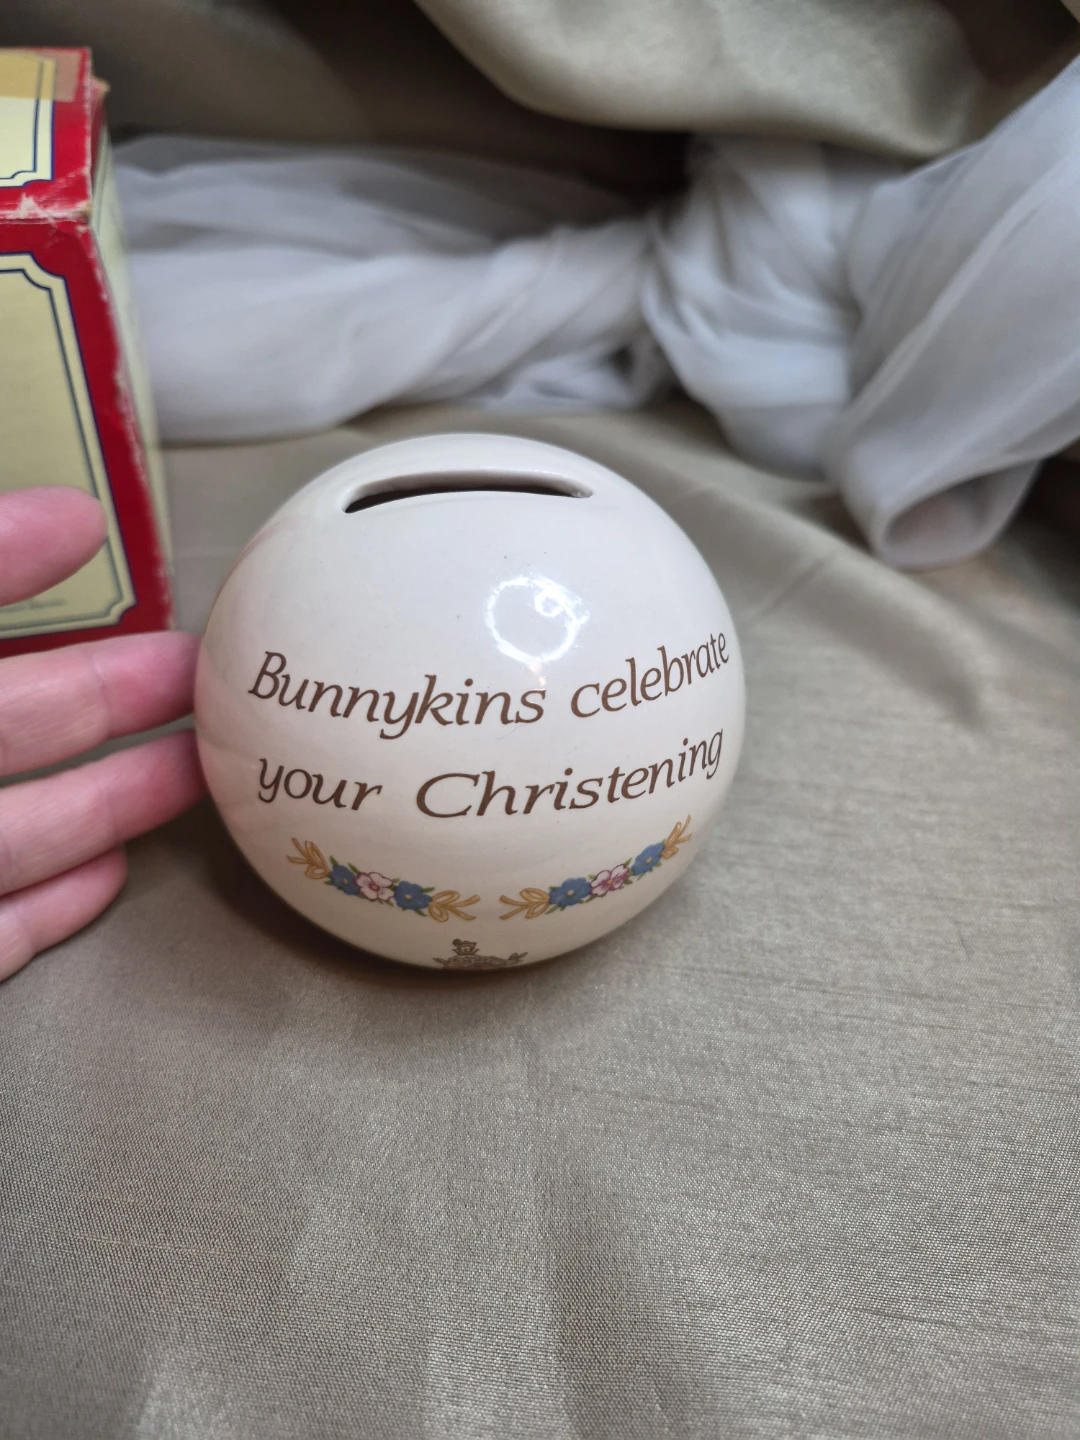 Bunnykins celebrate
your Christening